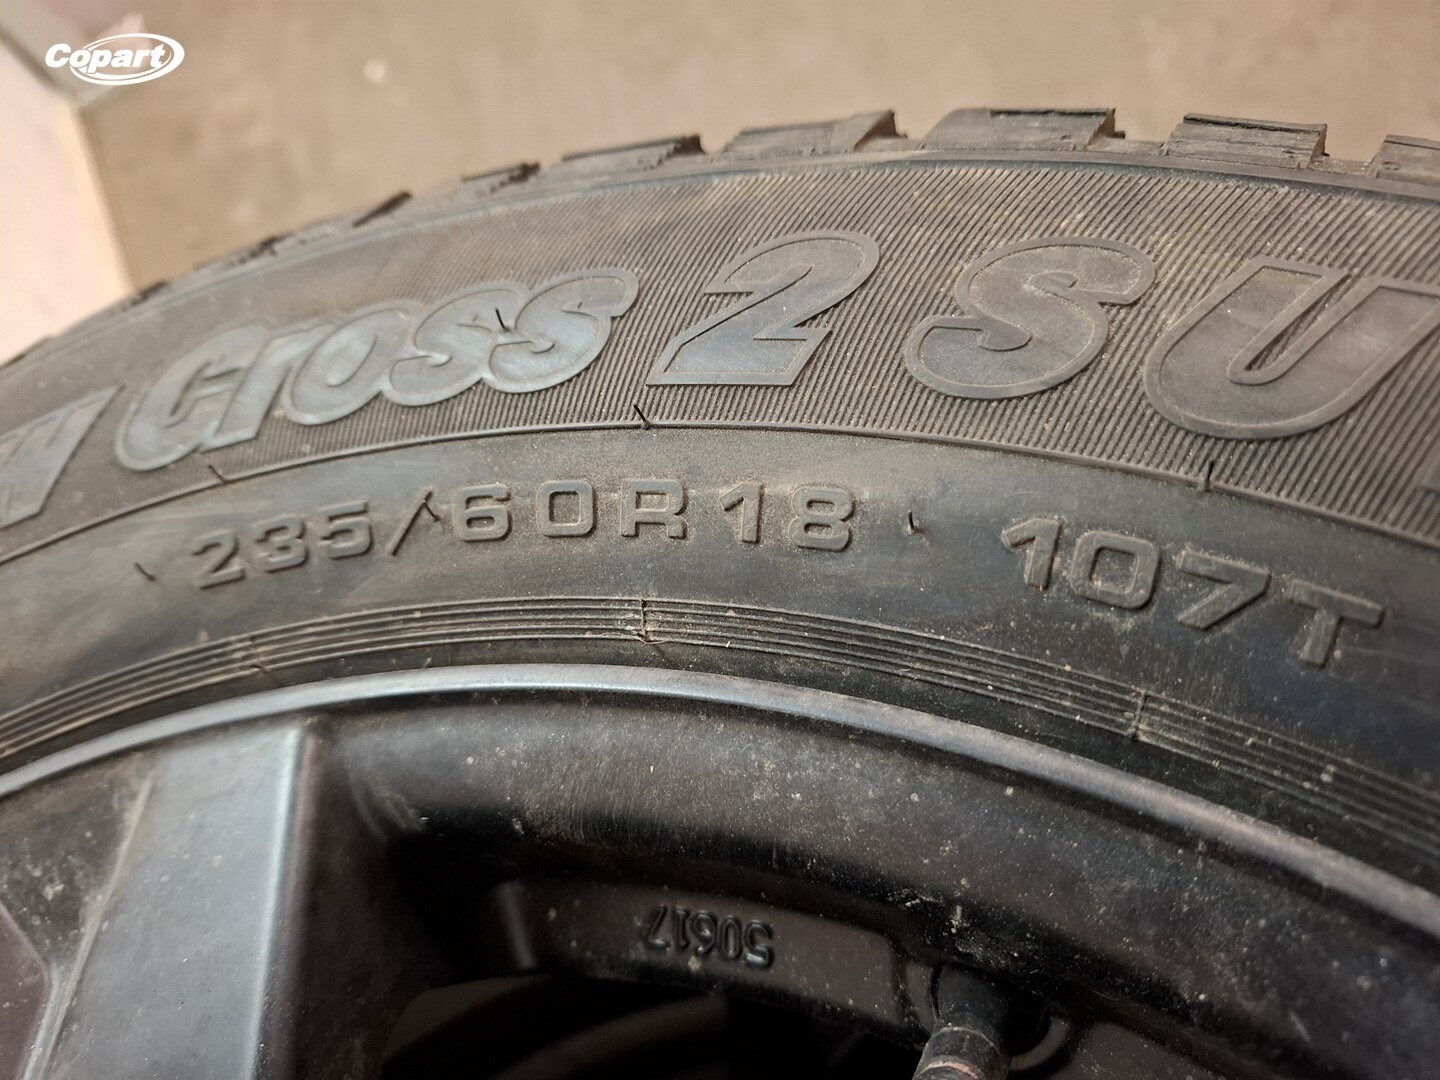 Copart
W cross 2 SU
235/60R18 107T
50617